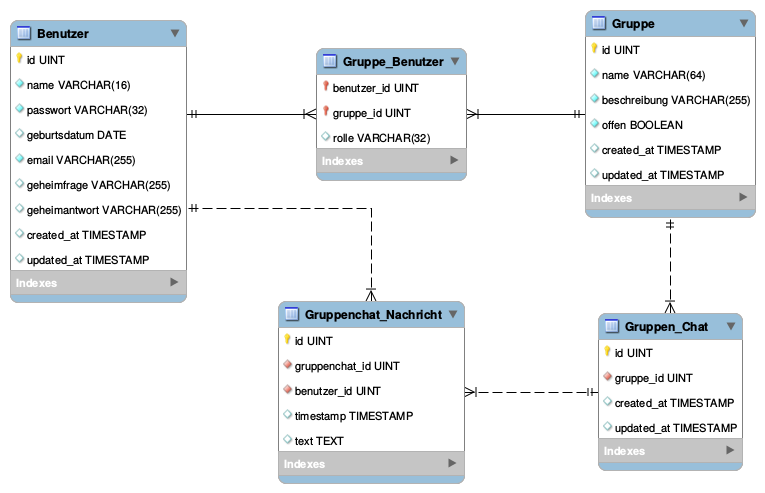 Benutzer
id UINT
name VARCHAR(16)
passwort VARCHAR(32)
geburtsdatum DATE
email VARCHAR(255)
geheimfrage VARCHAR(255)
geheimantwort VARCHAR(255)
created_at TIMESTAMP
updated_at TIMESTAMP
Indexes
Gruppe_Benutzer
benutzer_id UINT
gruppe_id UINT
rolle VARCHAR(32)
Indexes
Gruppe
id UINT
name VARCHAR(64)
beschreibung VARCHAR(255)
offen BOOLEAN
created_at TIMESTAMP
updated_at TIMESTAMP
Indexes
Gruppenchat_Nachricht
id UINT
gruppenchat_id UINT
benutzer_id UINT
timestamp TIMESTAMP
text TEXT
Indexes
Gruppen_Chat
id UINT
gruppe_id UINT
created_at TIMESTAMP
updated_at TIMESTAMP
Indexes